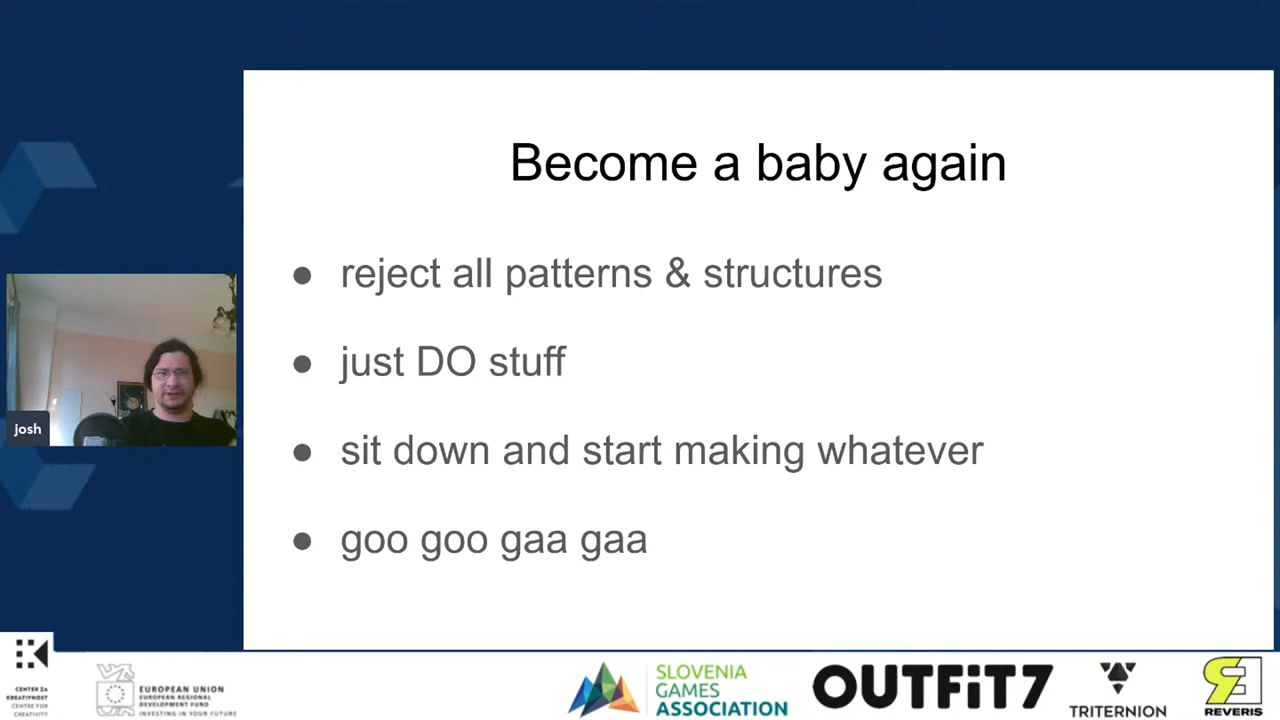 Become a baby again
● reject all patterns & structures
● just DO stuff
● sit down and start making whatever
● goo goo gaa gaa
josh
CENTER ZA
KREATIVNOST
CENTRE FOR
CREATIVITY
EUROPEAN UNION
EUROPEAN REGIONAL
DEVELOPMENT FUND
INVESTING IN YOUR FUTURE
SLOVENIA
GAMES
ASSOCIATION
OUTFiT7
TRITERNION
REVERIS